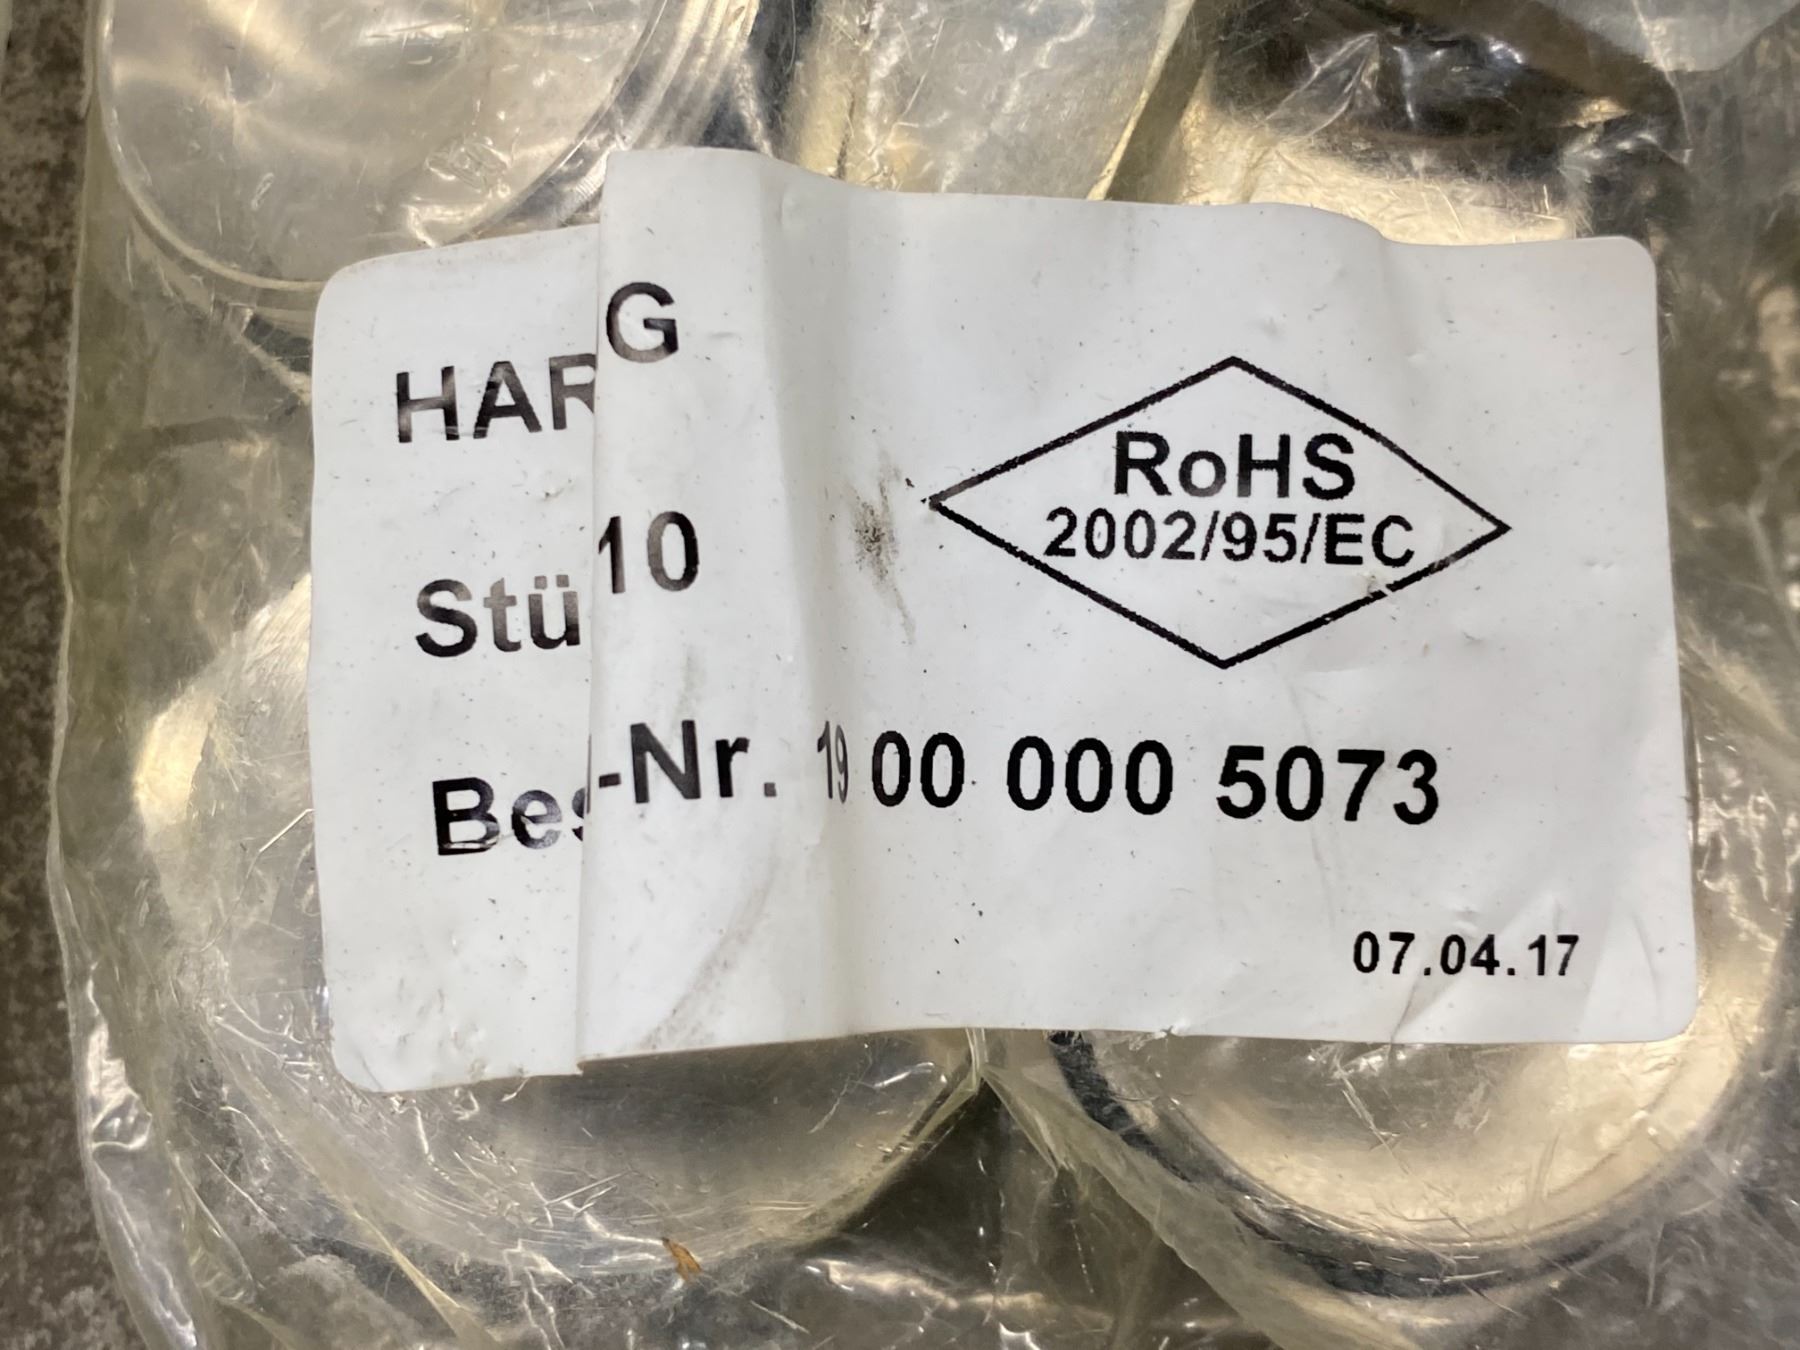 HAR G
Stü 10
Bes -Nr. 19 00 000 5073
RoHS
2002/95/EC
07.04.17